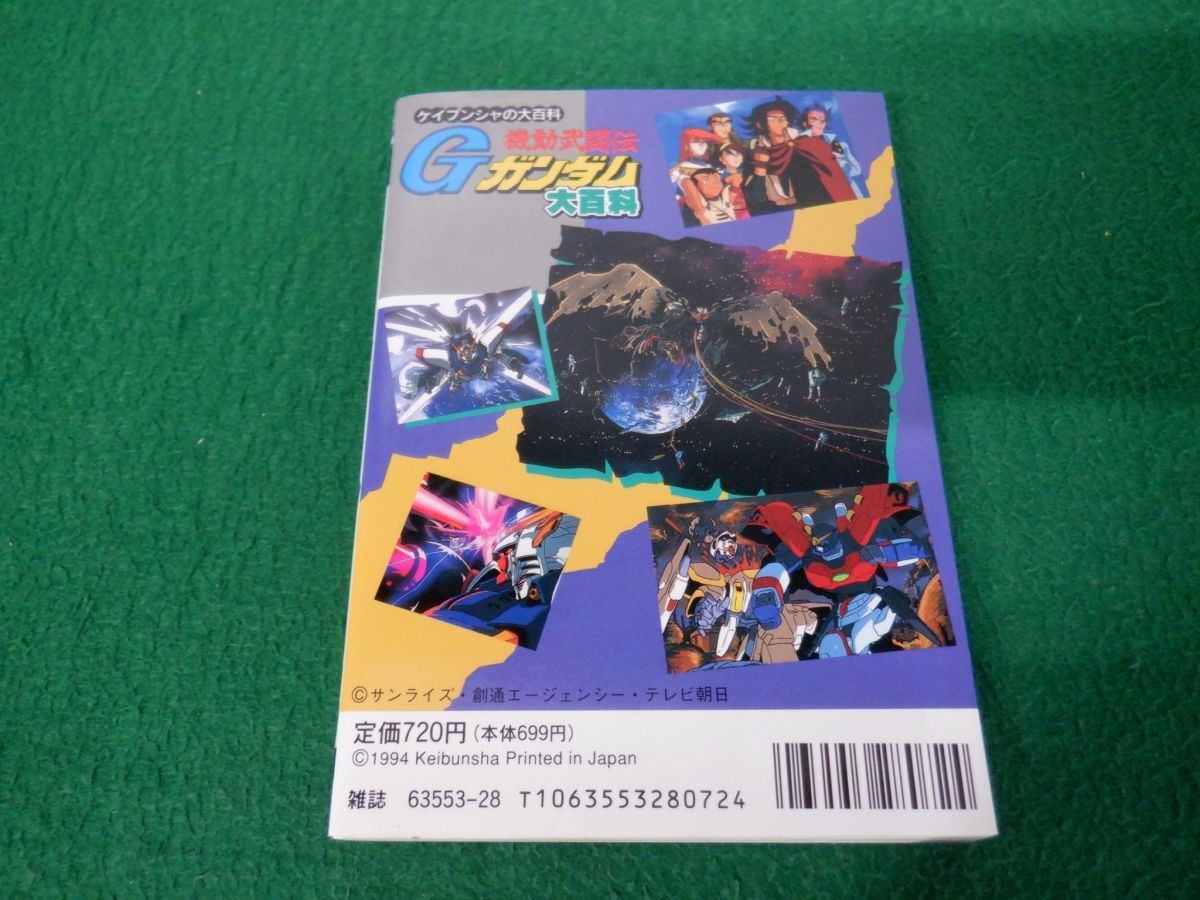 ケイブンシャの大百科
機動武闘伝
Gガンダム
大百科
©サンライズ・創通エージェンシー・テレビ朝日
定価720円(本体699円)
©1994 Keibunsha Printed in Japan
雑誌 63553-28 T1063553280724